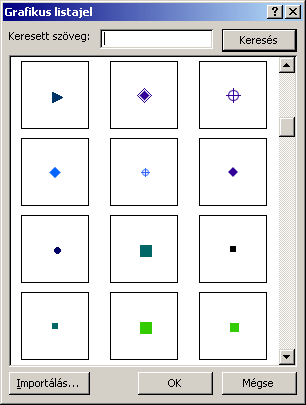 Grafikus listajel
Keresett szöveg:
Keresés
Importálás...
OK
Mégse